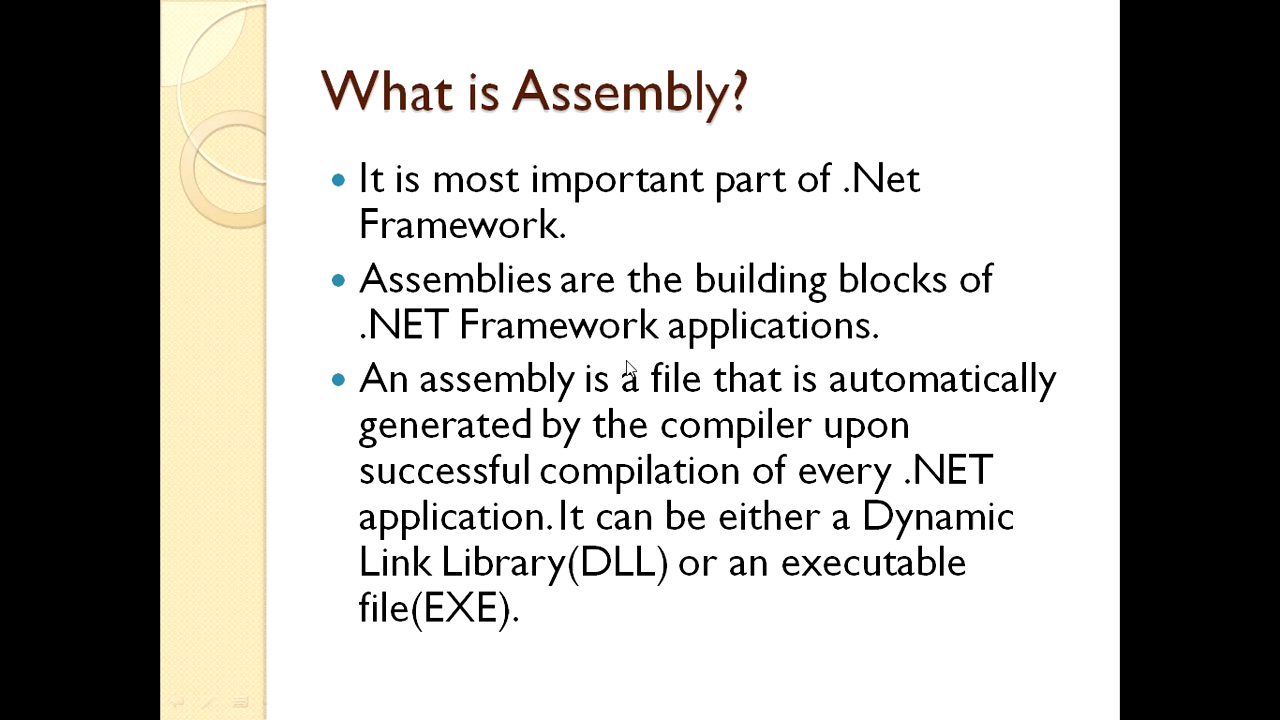 What is Assembly?
It is most important part of .Net
Framework.
Assemblies are the building blocks of
.NET Framework applications.
An assembly is a file that is automatically
generated by the compiler upon
successful compilation of every .NET
application. It can be either a Dynamic
Link Library(DLL) or an executable
file(EXE).